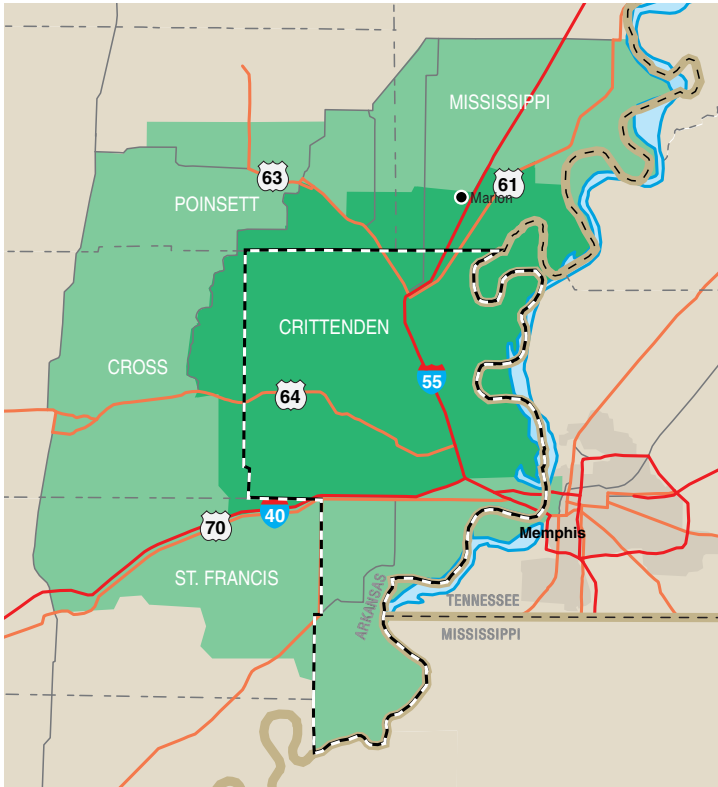 MISSISSIPPI
63
61
Marion
POINSETT
CRITTENDEN
CROSS
55
64
40
70
Memphis
ST. FRANCIS
ARKANSAS
TENNESSEE
MISSISSIPPI